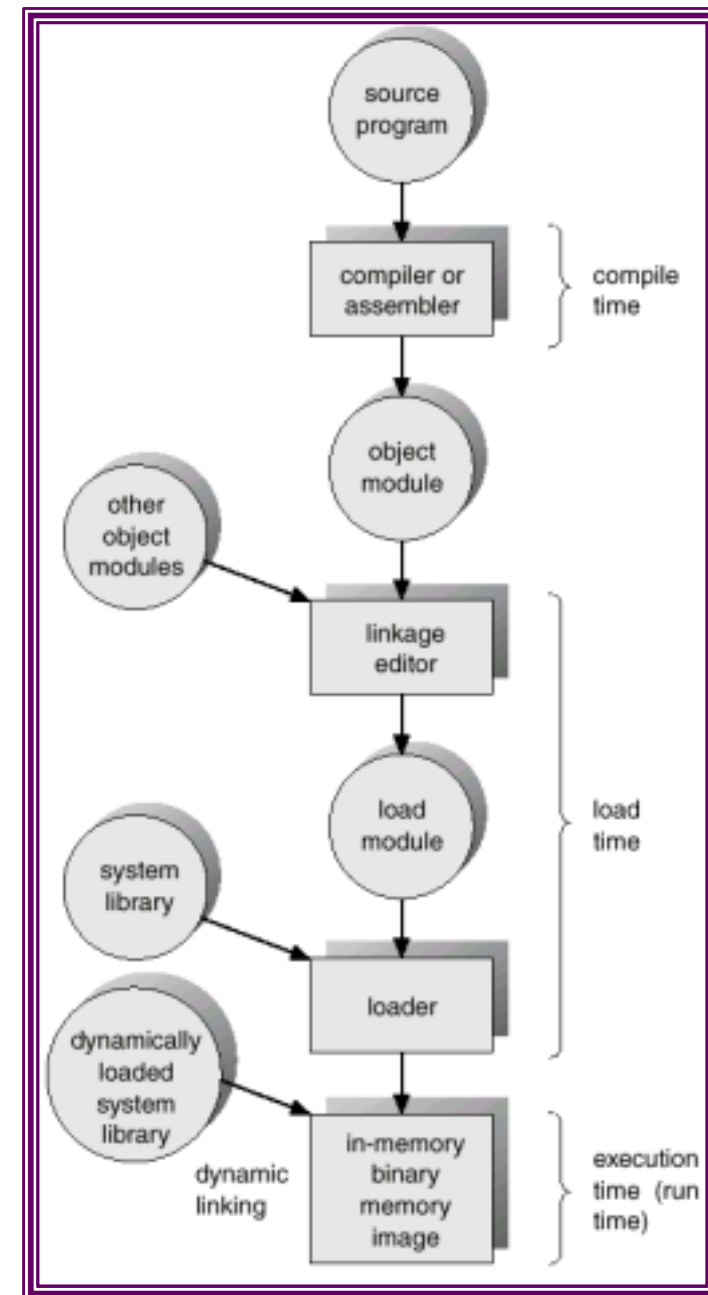 source
program
compiler or
assembler
compile
time
object
module
other
object
modules
linkage
editor
load
module
load
time
system
library
loader
dynamically
loaded
system
library
dynamic
linking
in-memory
binary
memory
image
execution
time (run
time)